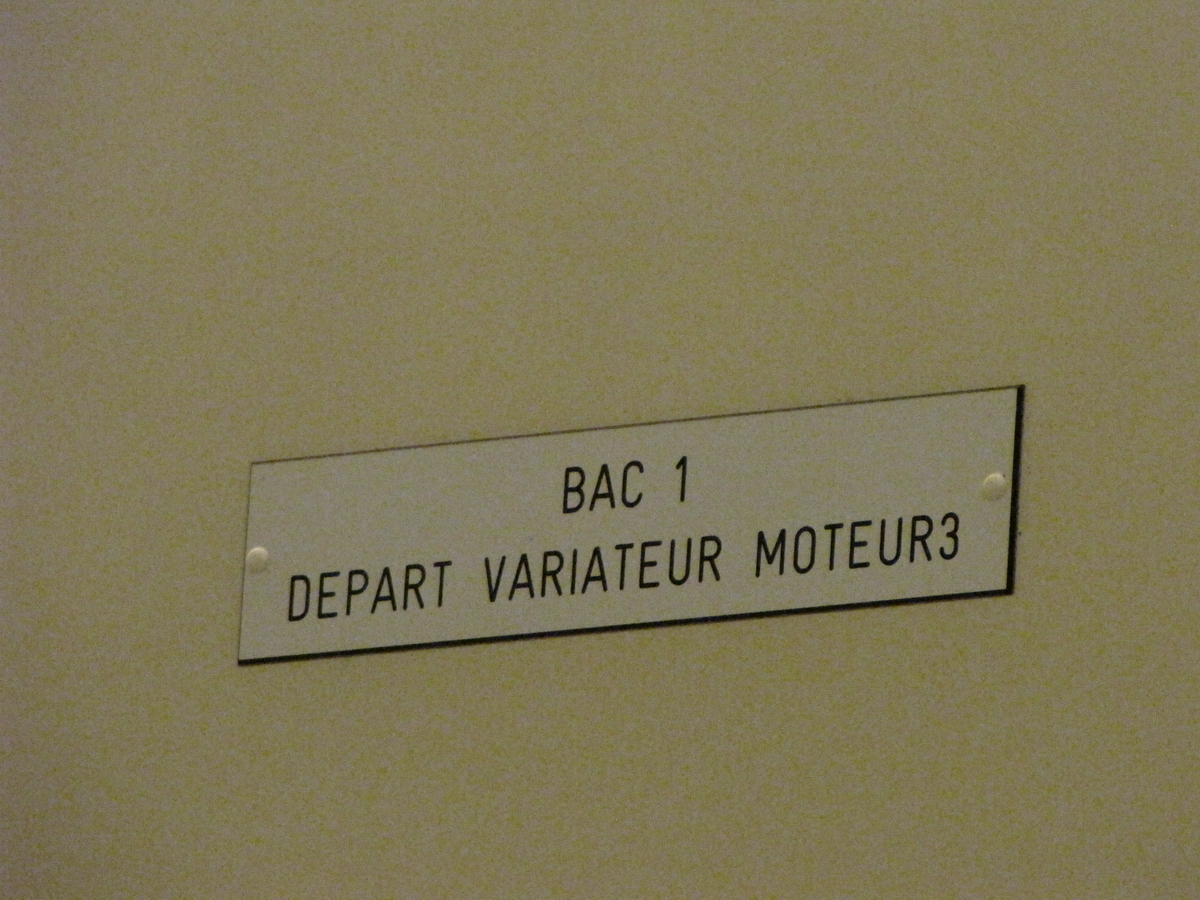 BAC 1
DEPART VARIATEUR MOTEUR3